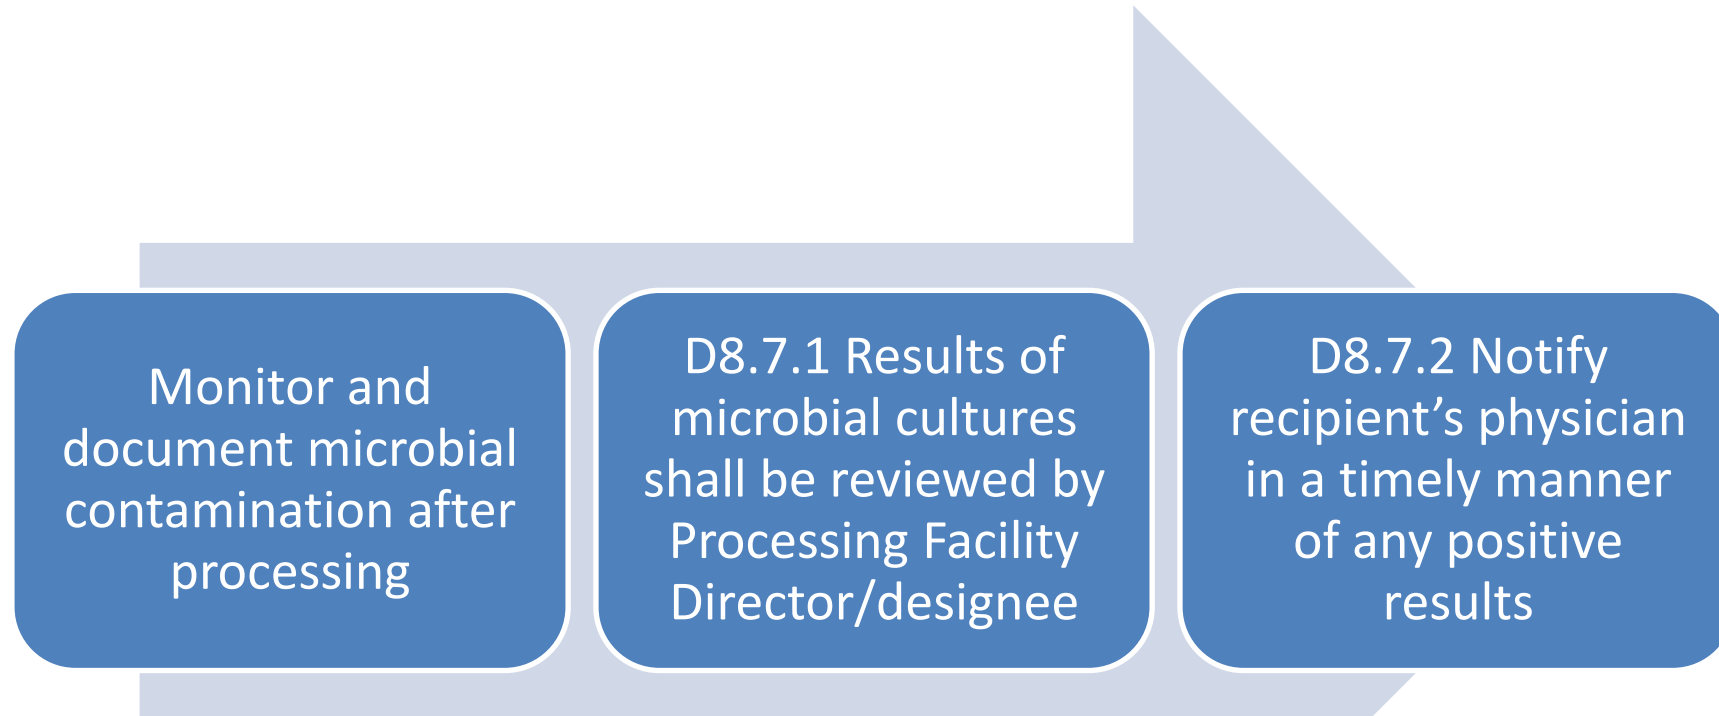 Monitor and
document microbial
contamination after
processing
D8.7.1 Results of
microbial cultures
shall be reviewed by
Processing Facility
Director/designee
D8.7.2 Notify
recipient’s physician
in a timely manner
of any positive
results